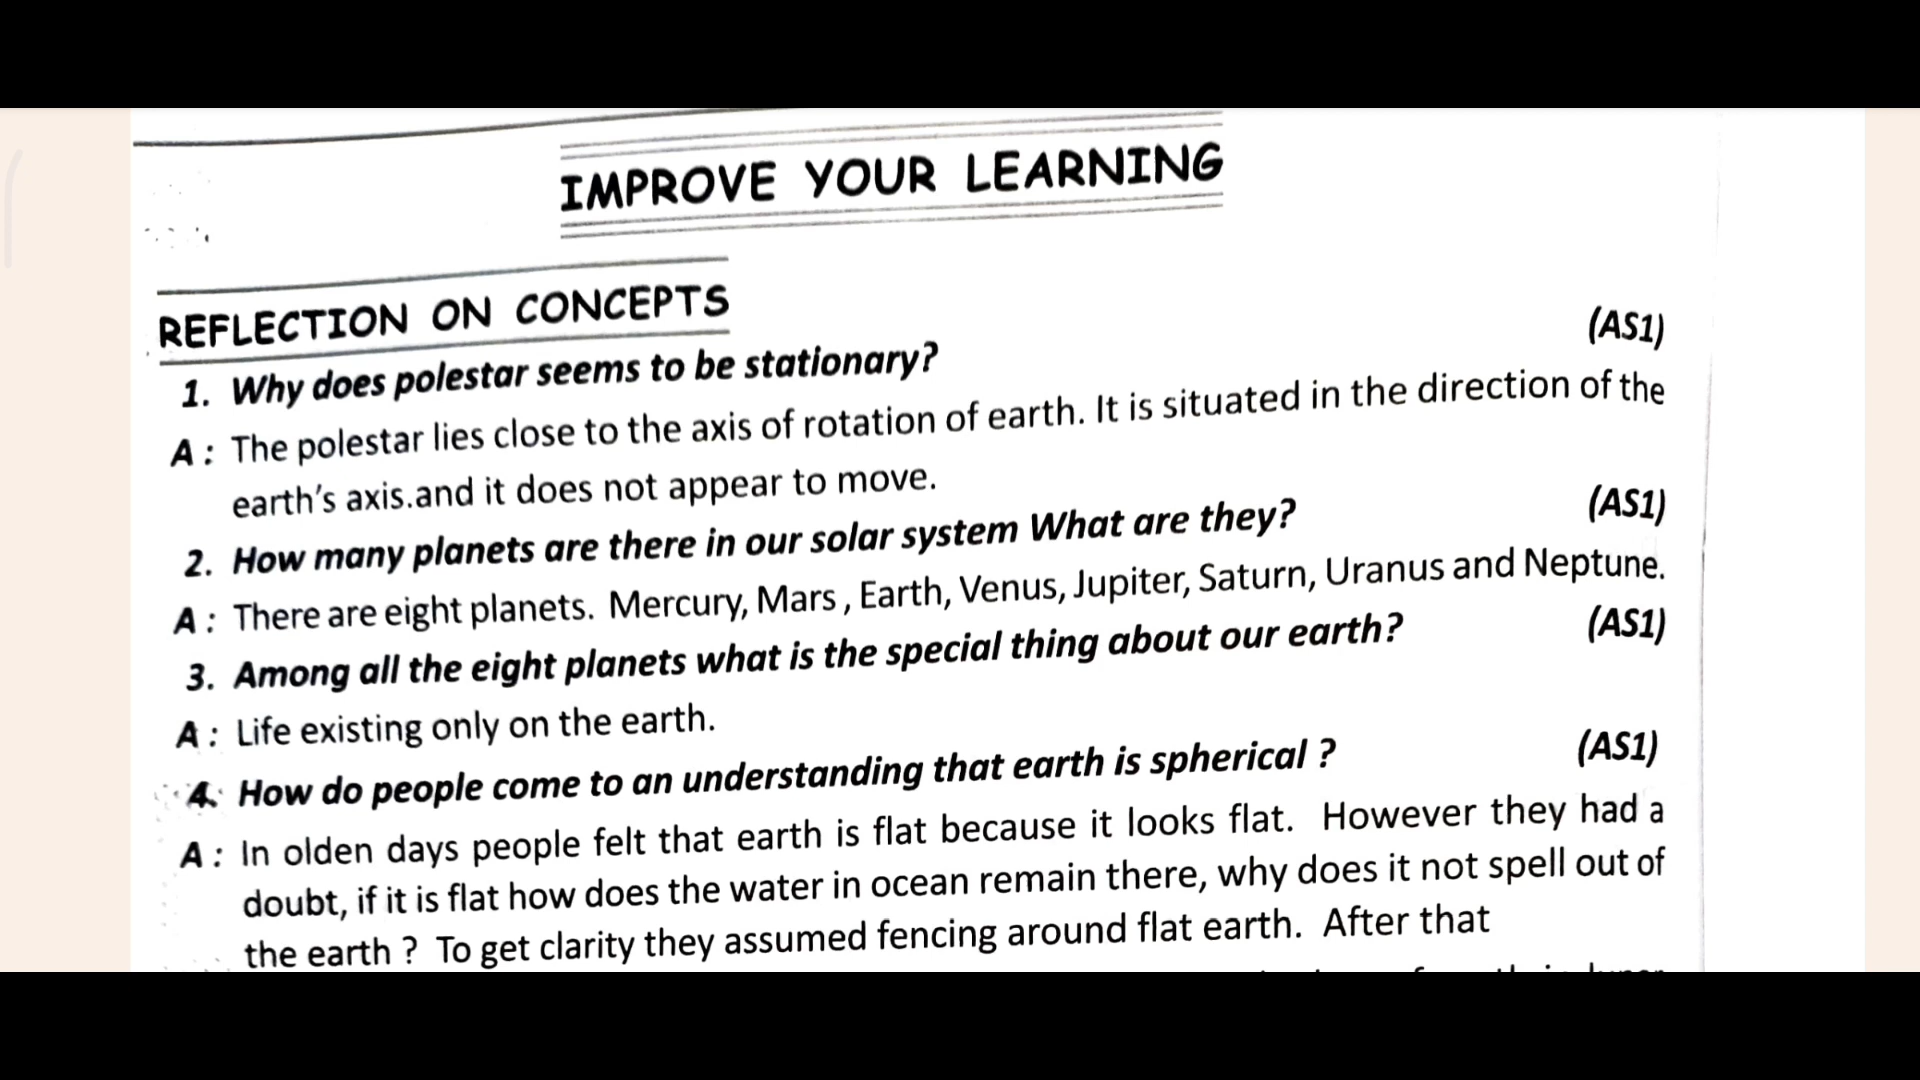 IMPROVE YOUR LEARNING
REFLECTION ON CONCEPTS
(AS1)
1. Why does polestar seems to be stationary?
A : The polestar lies close to the axis of rotation of earth. It is situated in the direction of the
earth's axis.and it does not appear to move.
2. How many planets are there in our solar system What are they? (AS1)
A : There are eight planets. Mercury, Mars , Earth, Venus, Jupiter, Saturn, Uranus and Neptune.
3. Among all the eight planets what is the special thing about our earth? (AS1)
A : Life existing only on the earth.
4. How do people come to an understanding that earth is spherical ? (AS1)
A : In olden days people felt that earth is flat because it looks flat. However they had a
doubt, if it is flat how does the water in ocean remain there, why does it not spell out of
the earth ? To get clarity they assumed fencing around flat earth. After that